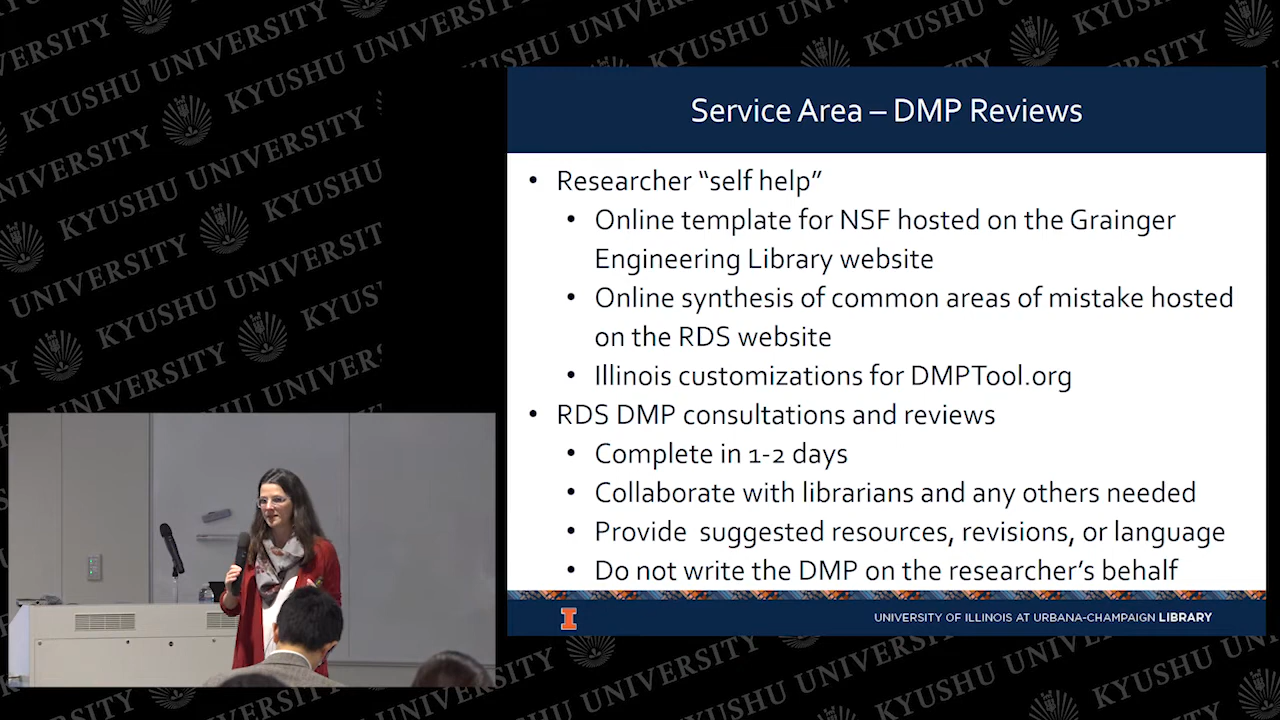 Service Area – DMP Reviews
• Researcher “self help”
• Online template for NSF hosted on the Grainger
Engineering Library website
• Online synthesis of common areas of mistake hosted
on the RDS website
• Illinois customizations for DMPTool.org
• RDS DMP consultations and reviews
• Complete in 1-2 days
• Collaborate with librarians and any others needed
• Provide  suggested resources, revisions, or language
• Do not write the DMP on the researcher’s behalf
I
UNIVERSITY OF ILLINOIS AT URBANA-CHAMPAIGN LIBRARY
KYUSHU UNIVERSITY